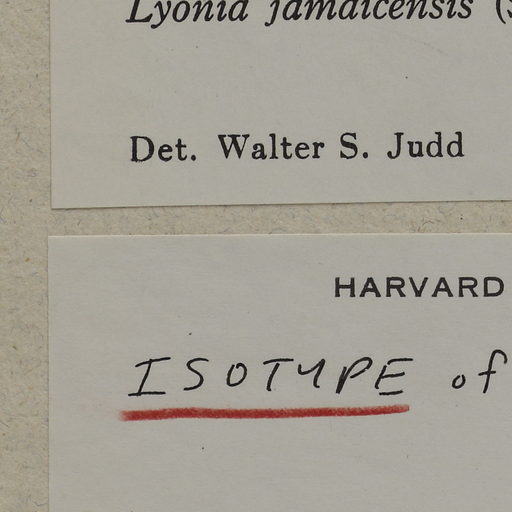 Lyonia jamaicensis (
Det. Walter S. Judd
HARVARD
ISOTYPE of